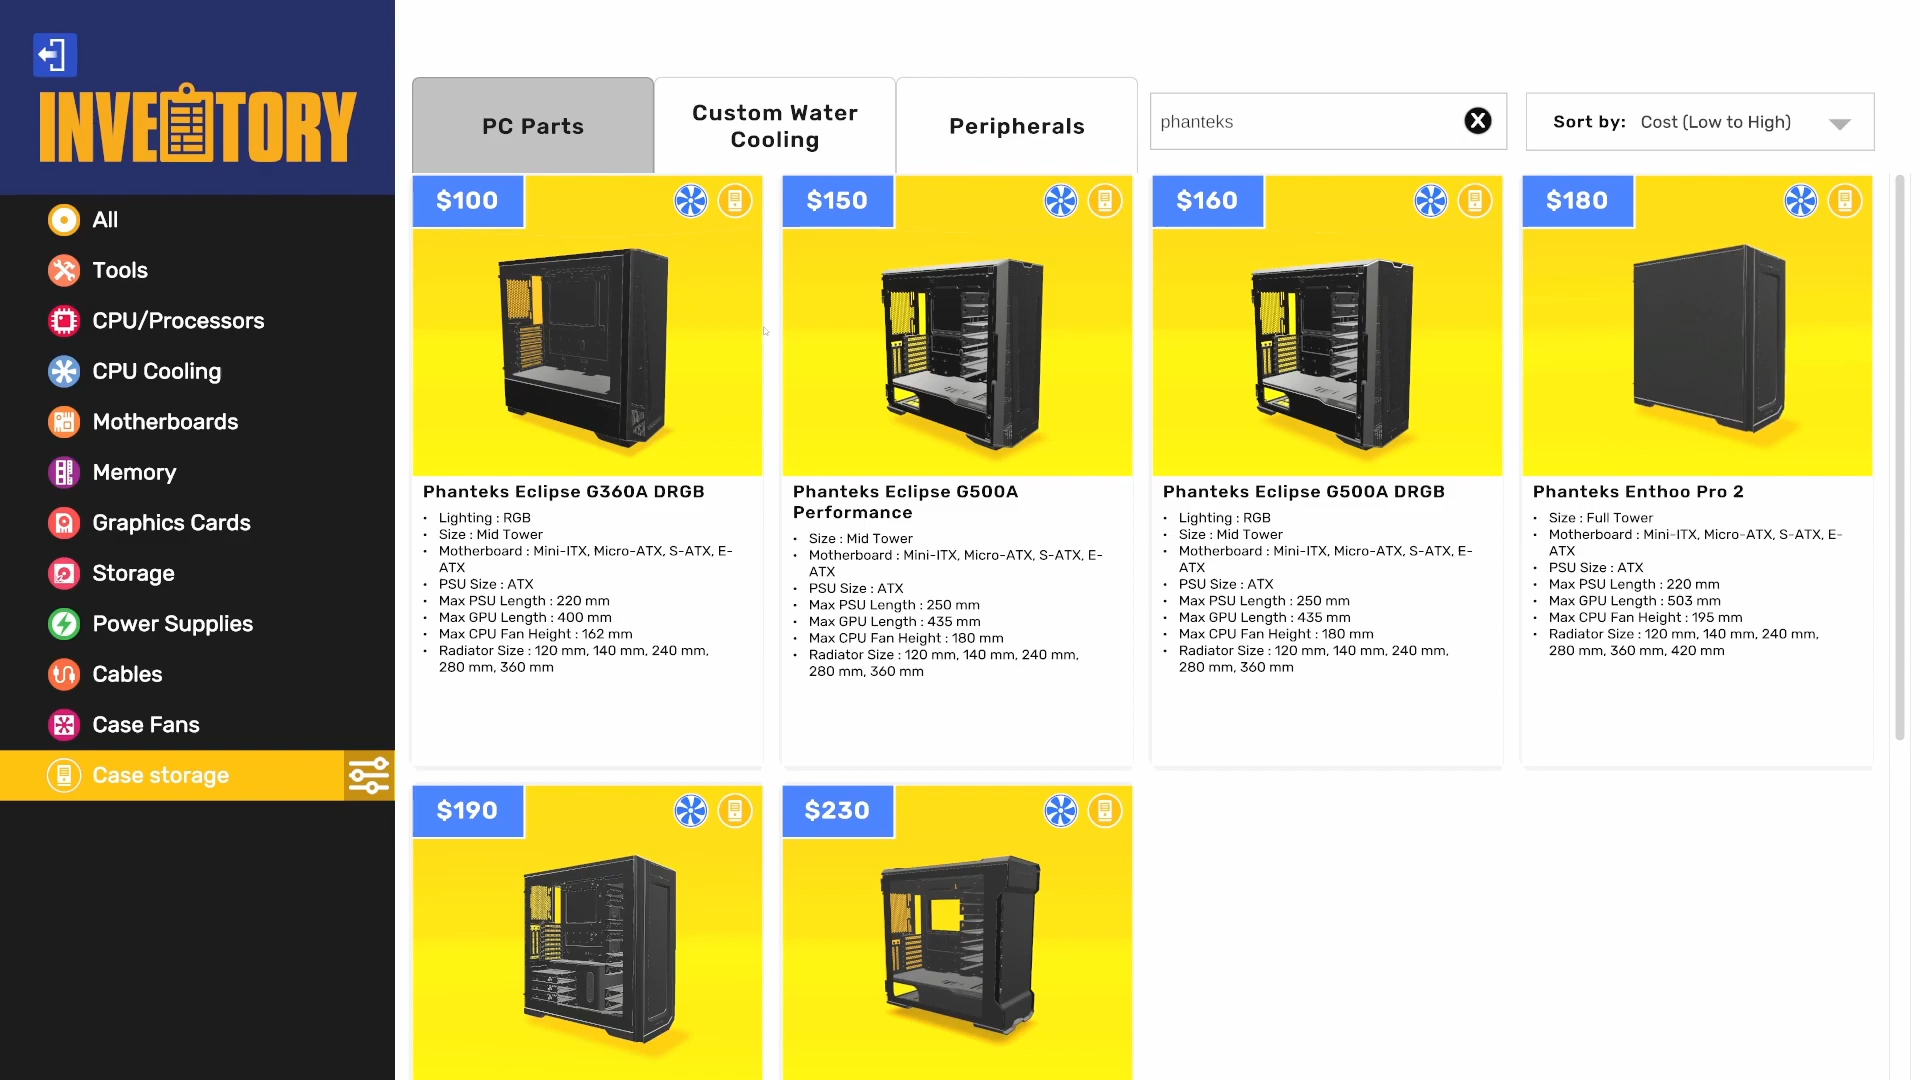 INVENTORY
All
Tools
CPU/Processors
CPU Cooling
Motherboards
Memory
Graphics Cards
Storage
Power Supplies
Cables
Case Fans
Case storage
PC Parts
Custom Water
Cooling
Peripherals
phanteks
Sort by: Cost (Low to High)
$100
Phanteks Eclipse G360A DRGB
• Lighting : RGB
• Size : Mid Tower
• Motherboard : Mini-ITX, Micro-ATX, S-ATX, E-
ATX
• PSU Size : ATX
• Max PSU Length : 220 mm
• Max GPU Length : 400 mm
• Max CPU Fan Height : 162 mm
• Radiator Size : 120 mm, 140 mm, 240 mm,
280 mm, 360 mm
$150
Phanteks Eclipse G500A
Performance
• Size : Mid Tower
• Motherboard : Mini-ITX, Micro-ATX, S-ATX, E-
ATX
• PSU Size : ATX
• Max PSU Length : 250 mm
• Max GPU Length : 435 mm
• Max CPU Fan Height : 180 mm
• Radiator Size : 120 mm, 140 mm, 240 mm,
280 mm, 360 mm
$160
Phanteks Eclipse G500A DRGB
• Lighting : RGB
• Size : Mid Tower
• Motherboard : Mini-ITX, Micro-ATX, S-ATX, E-
ATX
• PSU Size : ATX
• Max PSU Length : 250 mm
• Max GPU Length : 435 mm
• Max CPU Fan Height : 180 mm
• Radiator Size : 120 mm, 140 mm, 240 mm,
280 mm, 360 mm
$180
Phanteks Enthoo Pro 2
• Size : Full Tower
• Motherboard : Mini-ITX, Micro-ATX, S-ATX, E-
ATX
• PSU Size : ATX
• Max PSU Length : 220 mm
• Max GPU Length : 503 mm
• Max CPU Fan Height : 195 mm
• Radiator Size : 120 mm, 140 mm, 240 mm,
280 mm, 360 mm, 420 mm
$190
$230